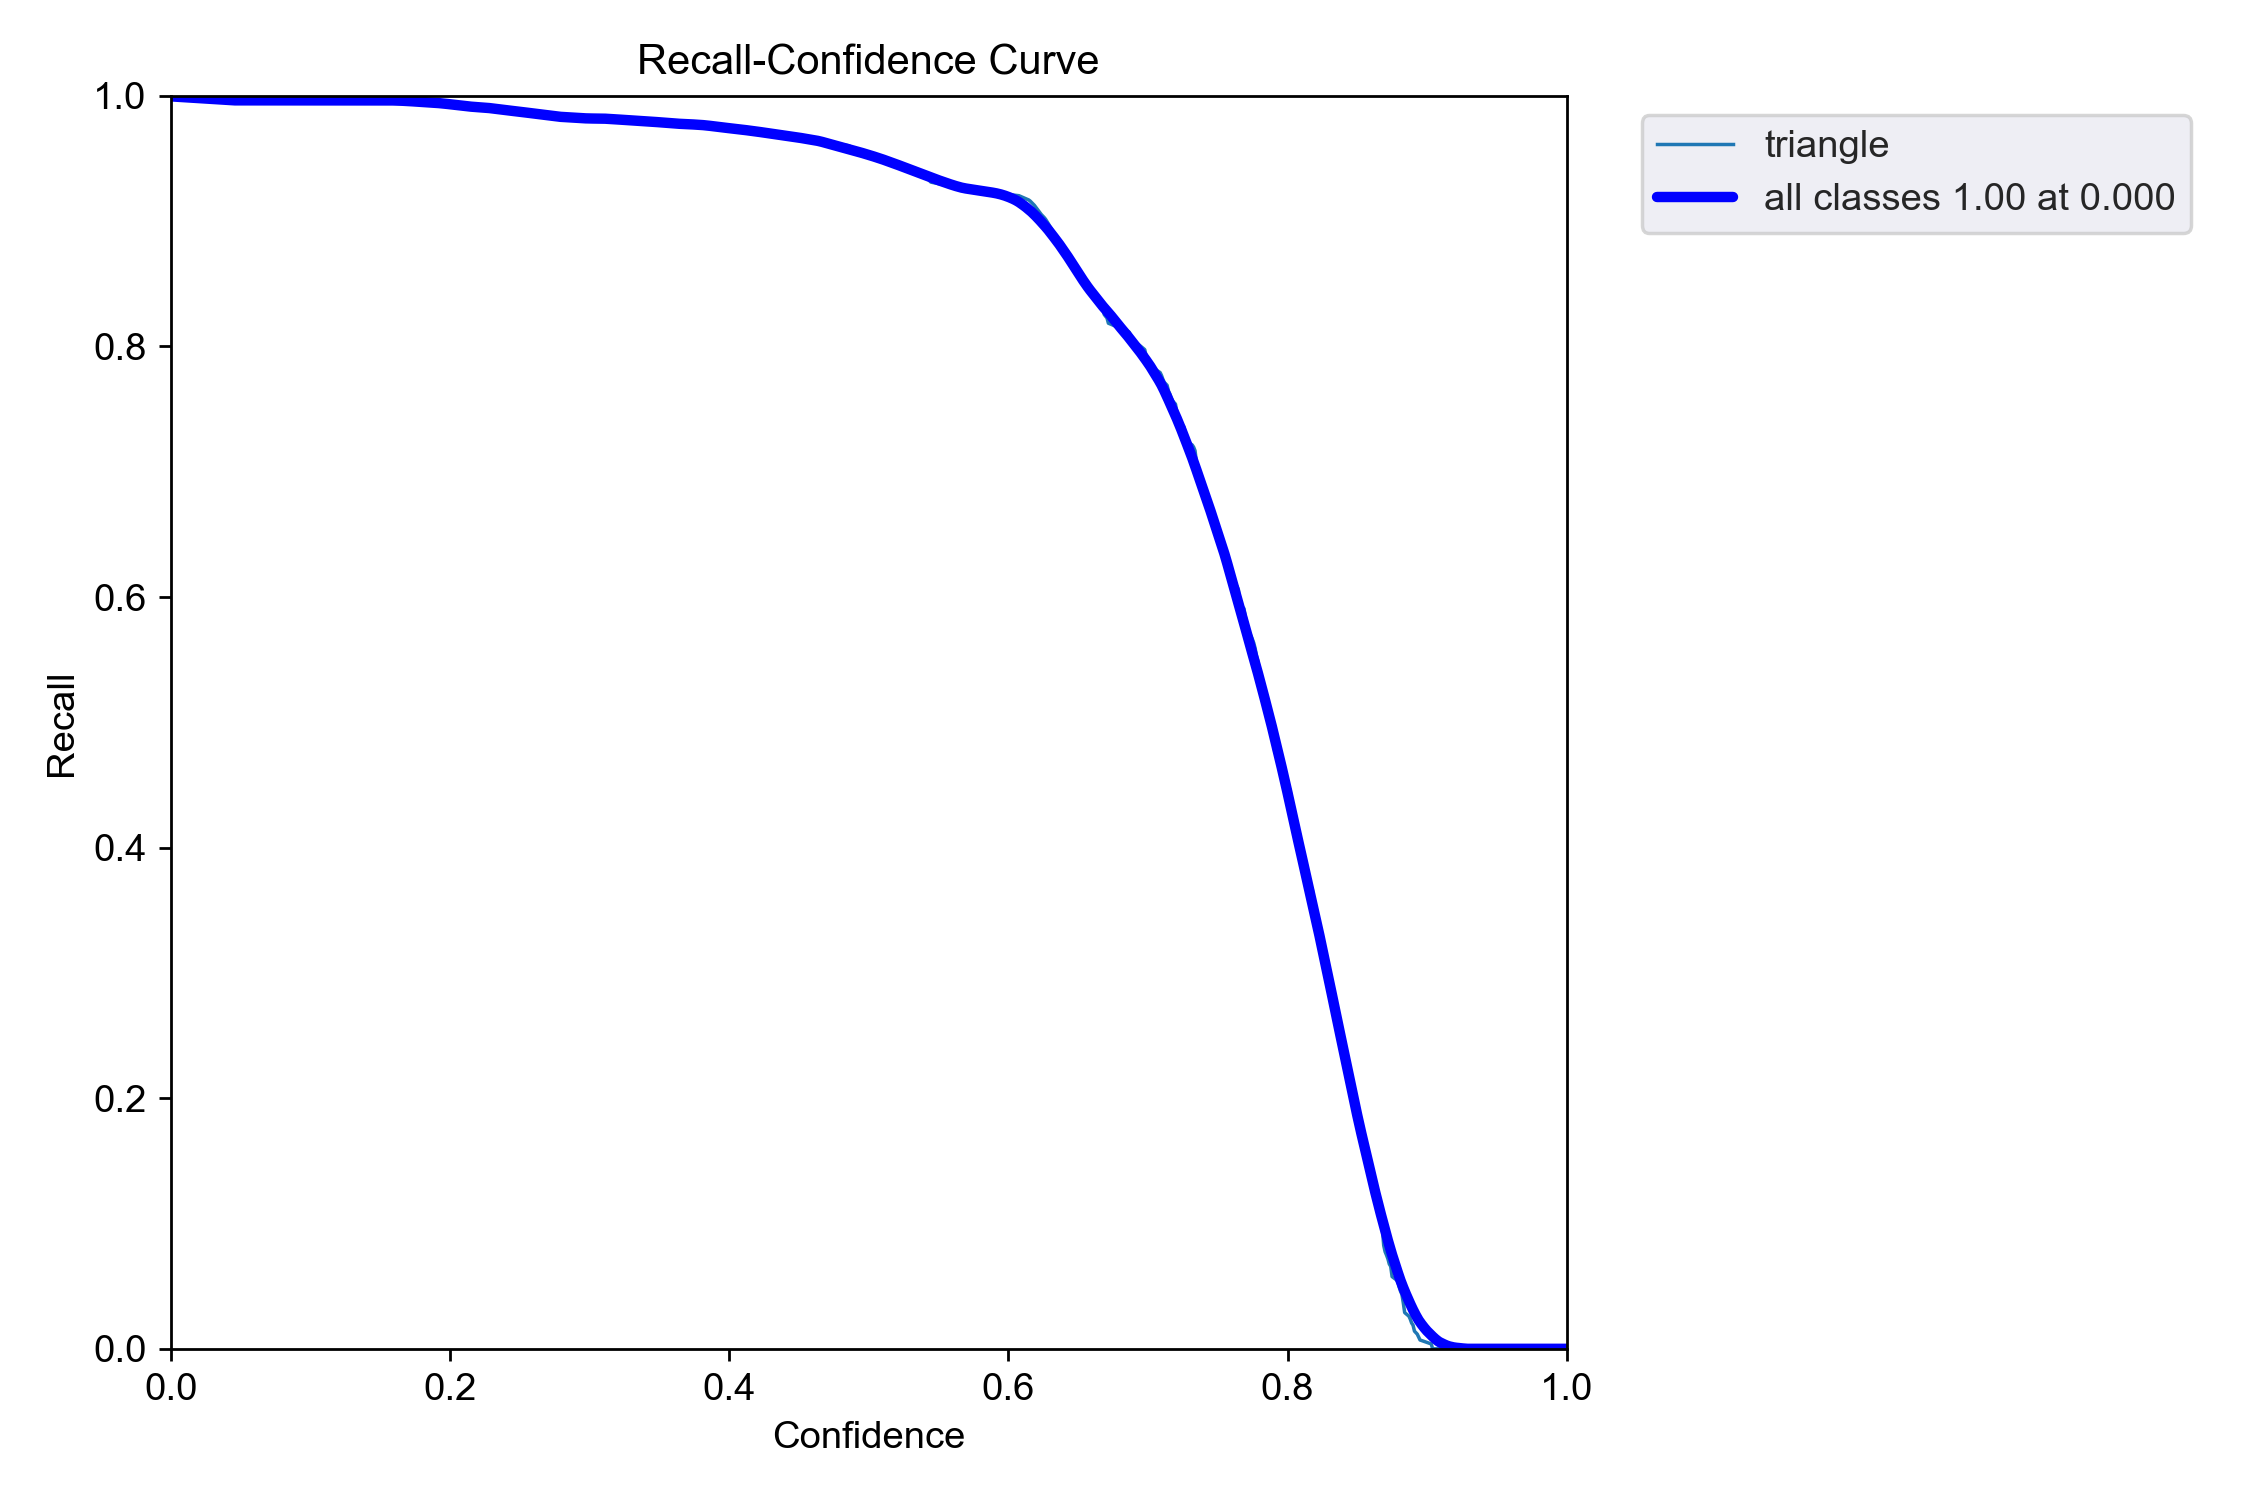 Recall-Confidence Curve
triangle
all classes 1.00 at 0.000
1.0
0.8
0.6
0.4
0.2
0.0
Recall
0.0 0.2 0.4 0.6 0.8 1.0
Confidence